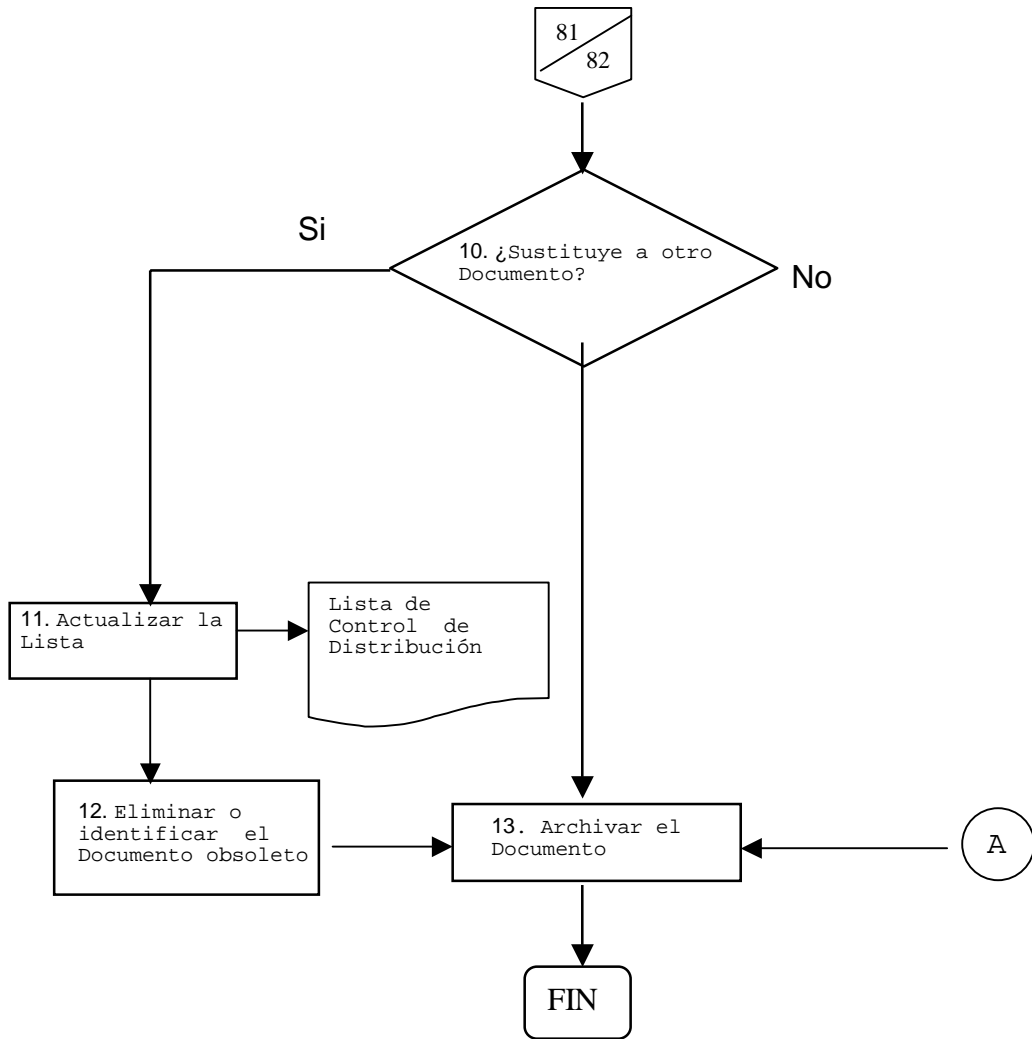 81
82
Si
10. ¿Sustituye a otro
Documento?
No
11. Actualizar la
Lista
Lista de
Control de
Distribución
12. Eliminar o
identificar el
Documento obsoleto
13. Archivar el
Documento
A
FIN